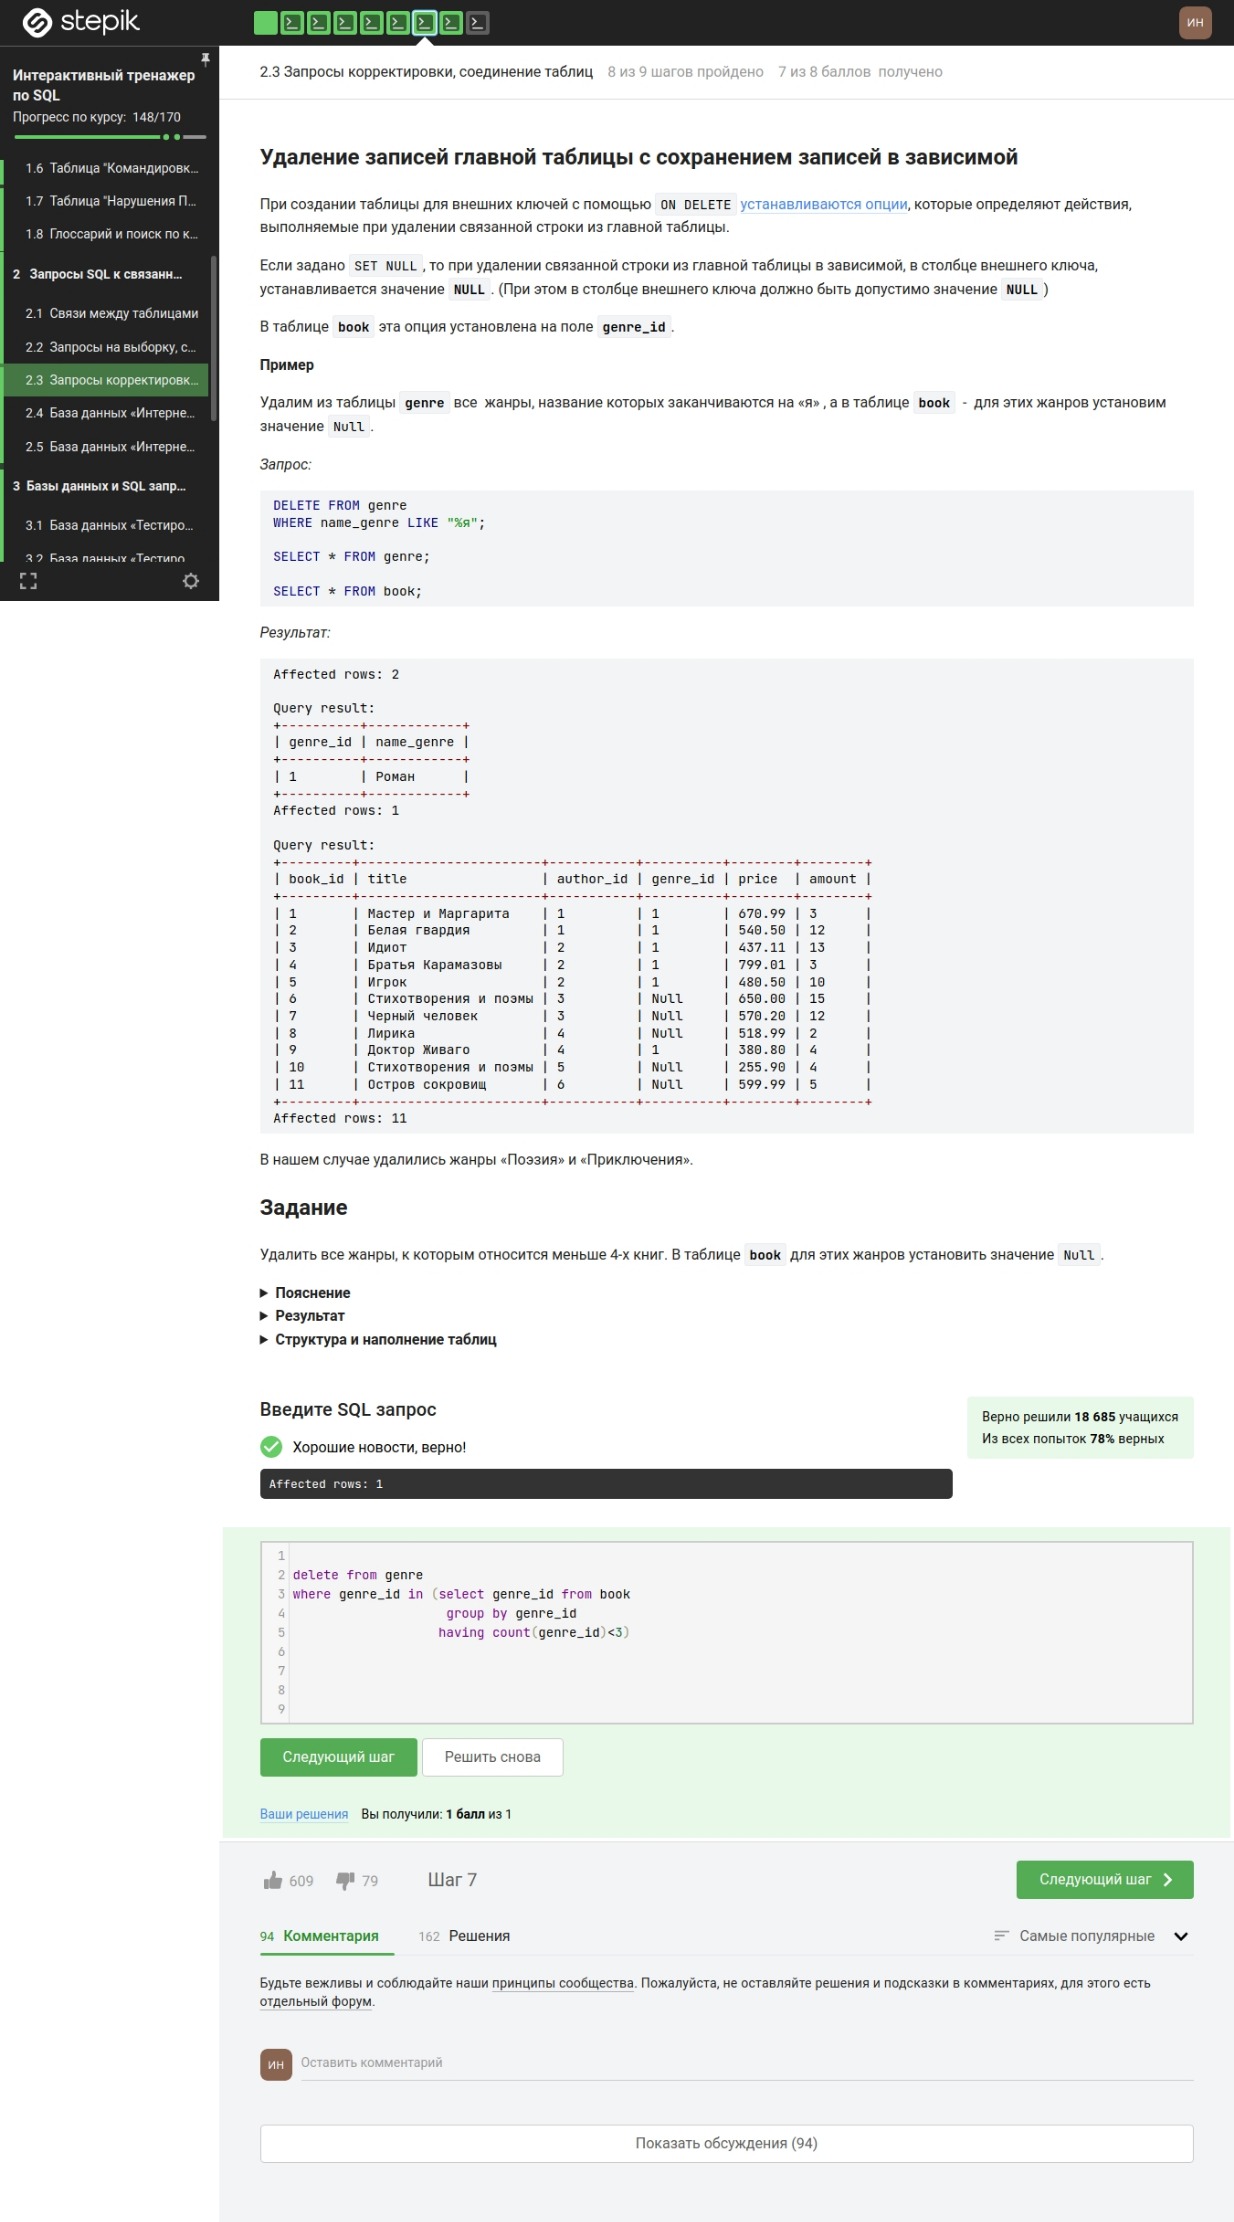 stepik
ИН
Интерактивный тренажер
по SQL
Прогресс по курсу: 148/170
1.6 Таблица "Командировк...
1.7 Таблица "Нарушения П...
1.8 Глоссарий и поиск по к...
2 Запросы SQL к связанн...
2.1 Связи между таблицами
2.2 Запросы на выборку, с...
2.3 Запросы корректировк...
2.4 База данных «Интерне...
2.5 База данных «Интерне...
3 Базы данных и SQL запр...
3.1 База данных «Тестиро...
3.2 База данных «Тестиро
2.3 Запросы корректировки, соединение таблиц 8 из 9 шагов пройдено 7 из 8 баллов получено
Удаление записей главной таблицы с сохранением записей в зависимой
При создании таблицы для внешних ключей с помощью ON DELETE устанавливаются опции, которые определяют действия,
выполняемые при удалении связанной строки из главной таблицы.
Если задано SET NULL, то при удалении связанной строки из главной таблицы в зависимой, в столбце внешнего ключа,
устанавливается значение NULL. (При этом в столбце внешнего ключа должно быть допустимо значение NULL)
В таблице book эта опция установлена на поле genre_id.
Пример
Удалим из таблицы genre все жанры, название которых заканчиваются на «я» , а в таблице book - для этих жанров установим
значение Null.
Запрос:
DELETE FROM genre
WHERE name_genre LIKE "%я";
SELECT * FROM genre;
SELECT * FROM book;
Результат:
Affected rows: 2
Query result:
+----------+------------+
| genre_id | name_genre |
+----------+------------+
| 1        | Роман      |
+----------+------------+
Affected rows: 1
Query result:
+---------+-----------------------+-----------+----------+--------+--------+
| book_id | title                 | author_id | genre_id | price  | amount |
+---------+-----------------------+-----------+----------+--------+--------+
| 1       | Мастер и Маргарита    | 1         | 1        | 670.99 | 3      |
| 2       | Белая гвардия         | 1         | 1        | 540.50 | 12     |
| 3       | Идиот                 | 2         | 1        | 437.11 | 13     |
| 4       | Братья Карамазовы     | 2         | 1        | 799.01 | 3      |
| 5       | Игрок                 | 2         | 1        | 480.50 | 10     |
| 6       | Стихотворения и поэмы | 3         | Null     | 650.00 | 15     |
| 7       | Черный человек        | 3         | Null     | 570.20 | 12     |
| 8       | Лирика                | 4         | Null     | 518.99 | 2      |
| 9       | Доктор Живаго         | 4         | 1        | 380.80 | 4      |
| 10      | Стихотворения и поэмы | 5         | Null     | 255.90 | 4      |
| 11      | Остров сокровищ       | 6         | Null     | 599.99 | 5      |
+---------+-----------------------+-----------+----------+--------+--------+
Affected rows: 11
В нашем случае удалились жанры «Поэзия» и «Приключения».
Задание
Удалить все жанры, к которым относится меньше 4-х книг. В таблице book для этих жанров установить значение Null.
Пояснение
Результат
Структура и наполнение таблиц
Введите SQL запрос
Верно решили 18 685 учащихся
Из всех попыток 78% верных
Хорошие новости, верно!
Affected rows: 1
1
2 delete from genre
3 where genre_id in (select genre_id from book
4 group by genre_id
5 having count(genre_id)<3)
6
7
8
9
Следующий шаг Решить снова
Ваши решения Вы получили: 1 балл из 1
609 79 Шаг 7 Следующий шаг
94 Комментария 162 Решения Самые популярные
Будьте вежливы и соблюдайте наши принципы сообщества. Пожалуйста, не оставляйте решения и подсказки в комментариях, для этого есть
отдельный форум.
ИН Оставить комментарий
Показать обсуждения (94)